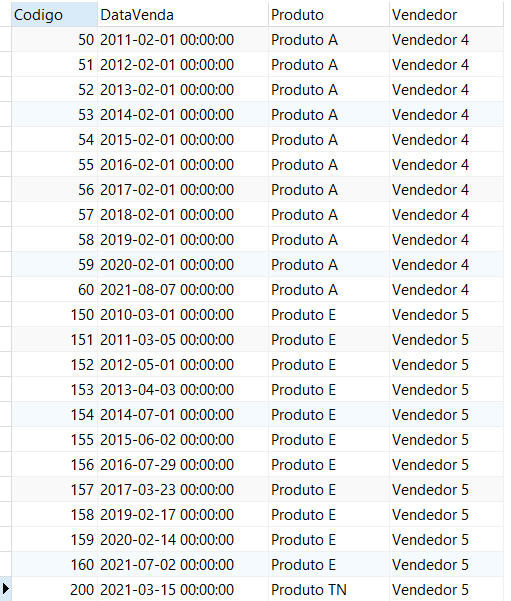 Codigo DataVenda Produto Vendedor
50 2011-02-01 00:00:00 Produto A Vendedor 4
51 2012-02-01 00:00:00 Produto A Vendedor 4
52 2013-02-01 00:00:00 Produto A Vendedor 4
53 2014-02-01 00:00:00 Produto A Vendedor 4
54 2015-02-01 00:00:00 Produto A Vendedor 4
55 2016-02-01 00:00:00 Produto A Vendedor 4
56 2017-02-01 00:00:00 Produto A Vendedor 4
57 2018-02-01 00:00:00 Produto A Vendedor 4
58 2019-02-01 00:00:00 Produto A Vendedor 4
59 2020-02-01 00:00:00 Produto A Vendedor 4
60 2021-08-07 00:00:00 Produto A Vendedor 4
150 2010-03-01 00:00:00 Produto E Vendedor 5
151 2011-03-05 00:00:00 Produto E Vendedor 5
152 2012-05-01 00:00:00 Produto E Vendedor 5
153 2013-04-03 00:00:00 Produto E Vendedor 5
154 2014-07-01 00:00:00 Produto E Vendedor 5
155 2015-06-02 00:00:00 Produto E Vendedor 5
156 2016-07-29 00:00:00 Produto E Vendedor 5
157 2017-03-23 00:00:00 Produto E Vendedor 5
158 2019-02-17 00:00:00 Produto E Vendedor 5
159 2020-02-14 00:00:00 Produto E Vendedor 5
160 2021-07-02 00:00:00 Produto E Vendedor 5
200 2021-03-15 00:00:00 Produto TN Vendedor 5